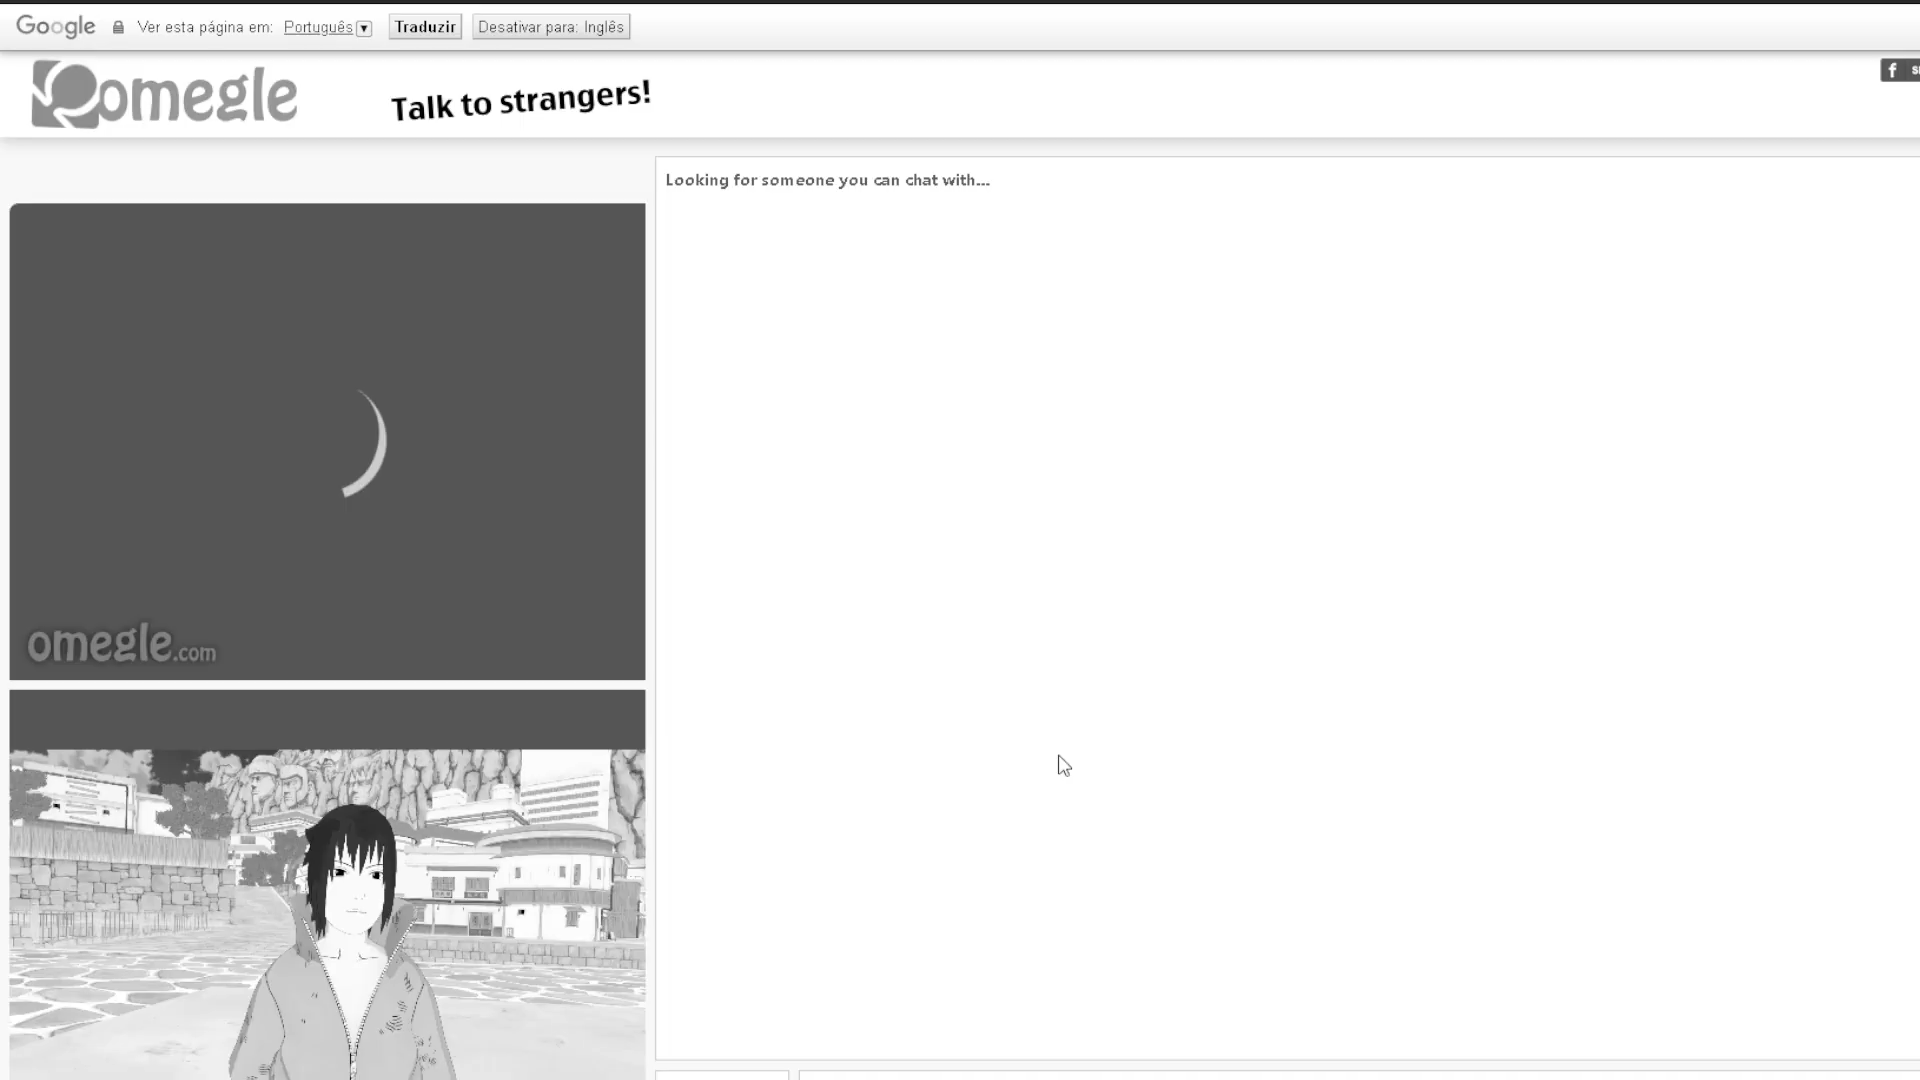 Google Ver esta página em: Português Traduzir Desativar para: Inglês
omegle Talk to strangers!
f
Looking for someone you can chat with...
omegle.com